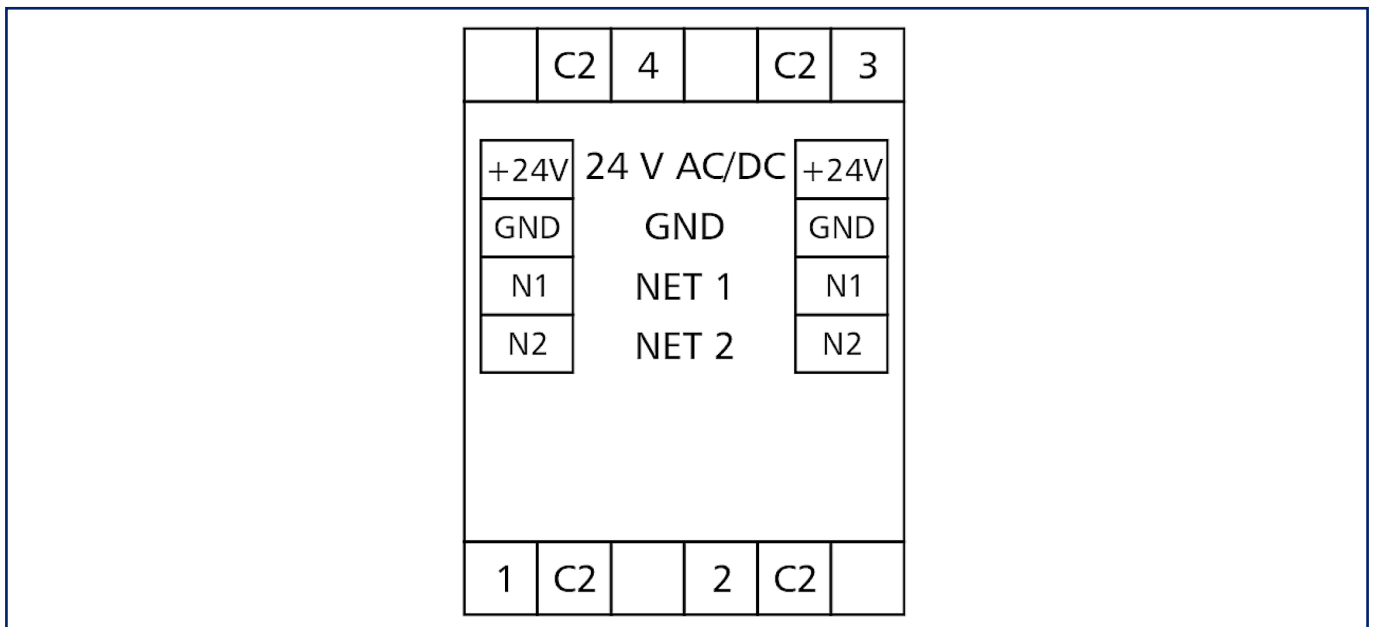 C2 4 C2 3
+24V 24 V AC/DC +24V
GND GND GND
N1 NET 1 N1
N2 NET 2 N2
1 C2 2 C2